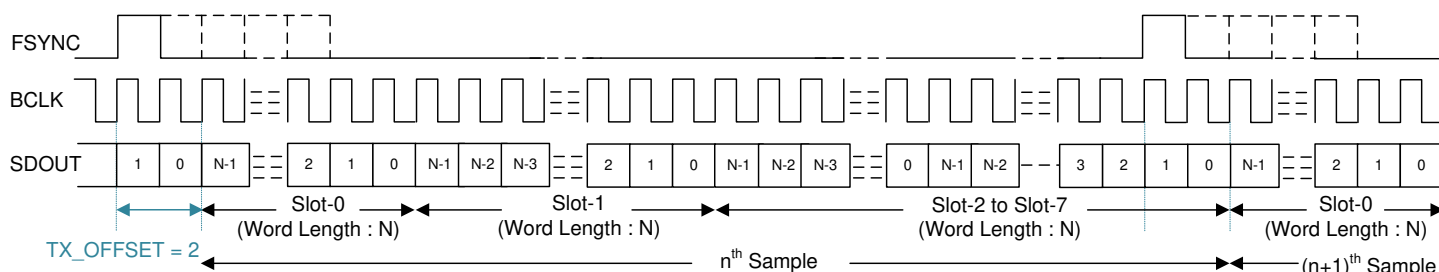 FSYNC
BCLK
SDOUT 1 0 N-1 2 1 0 N-1 N-2 N-3 2 1 0 N-1 N-2 N-3 0 N-1 N-2 3 2 1 0 N-1 2 1 0
Slot-0 Slot-1 Slot-2 to Slot-7 Slot-0
(Word Length : N) (Word Length : N) (Word Length : N) (Word Length : N)
TX_OFFSET = 2
nth Sample (n+1)th Sample